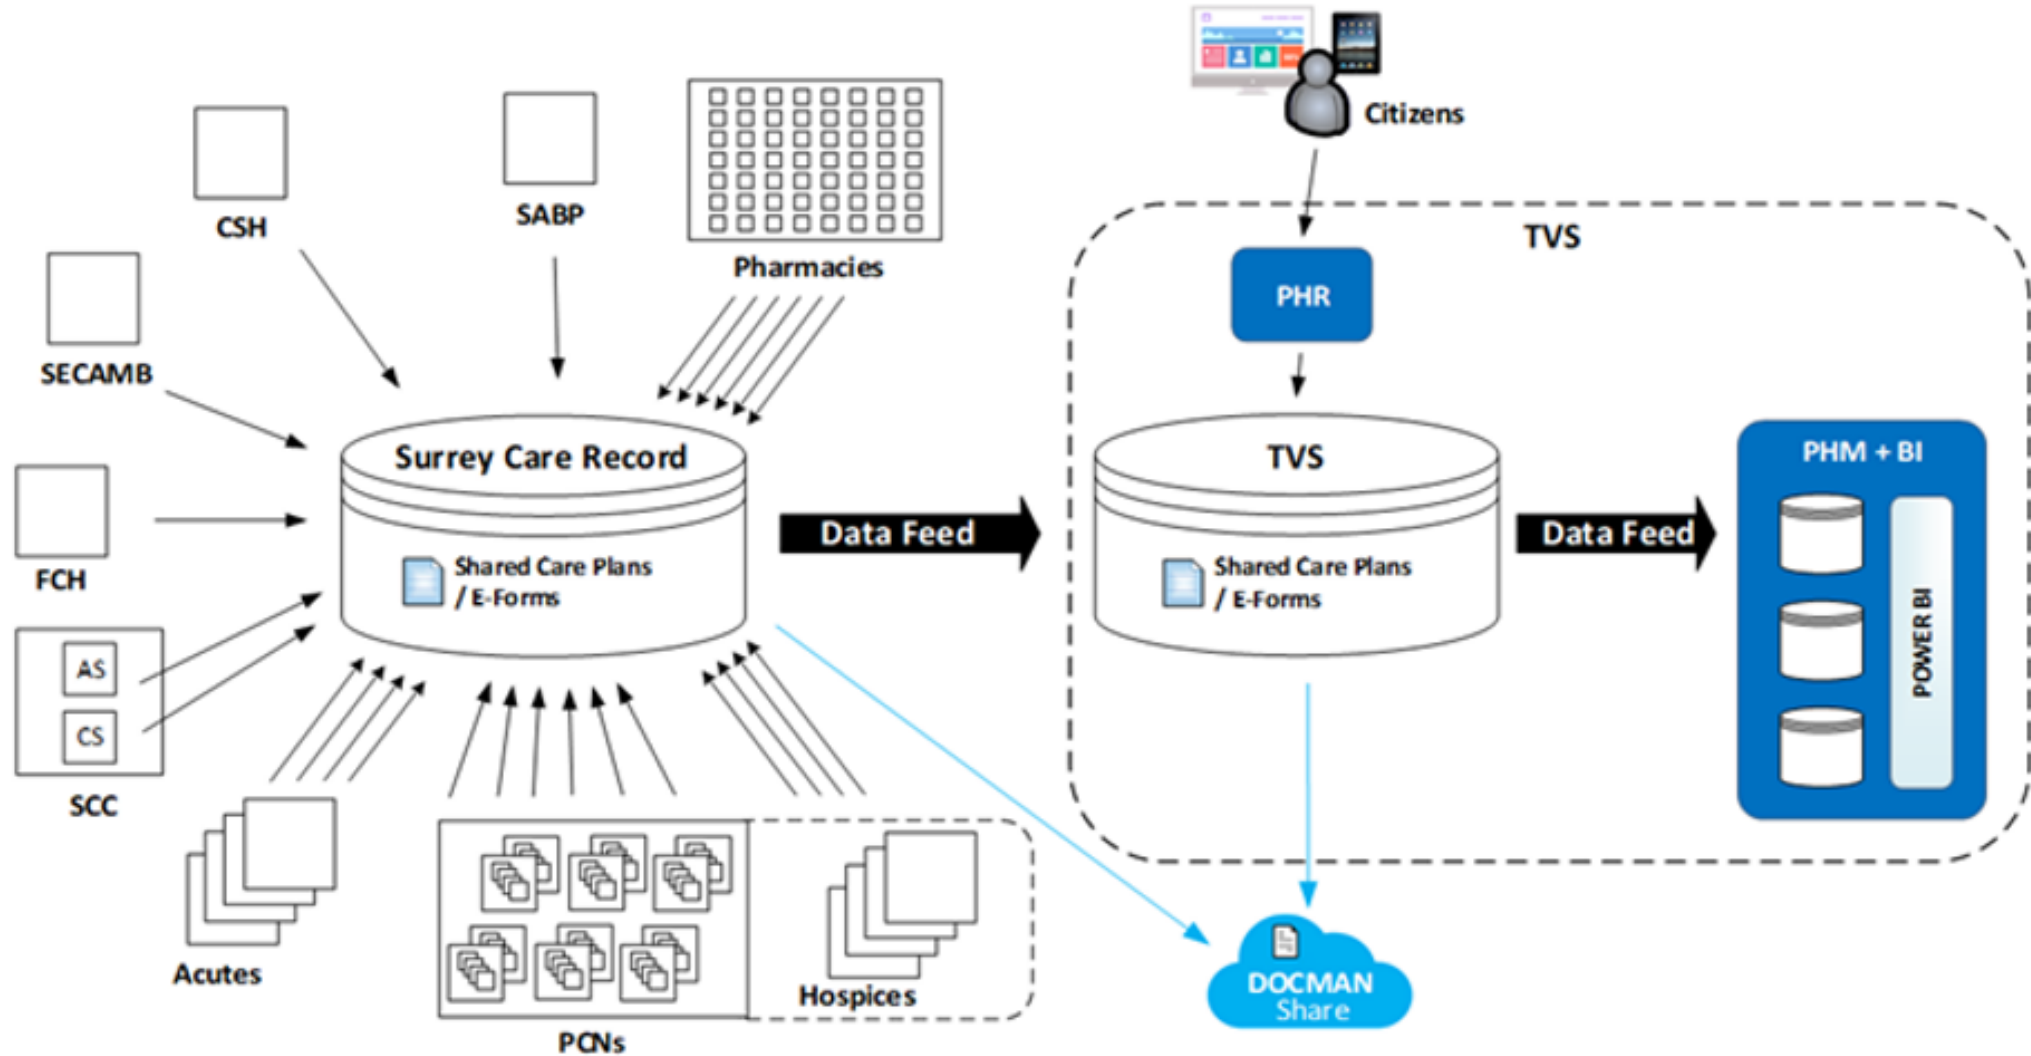 Citizens
CSH
SABP
Pharmacies
TVS
PHR
SECAMB
Surrey Care Record
TVS
PHM + BI
Data Feed
Data Feed
Shared Care Plans
/ E-Forms
Shared Care Plans
/ E-Forms
FCH
POWER BI
AS
CS
SCC
Acutes
Hospices
PCNs
DOCMAN
Share